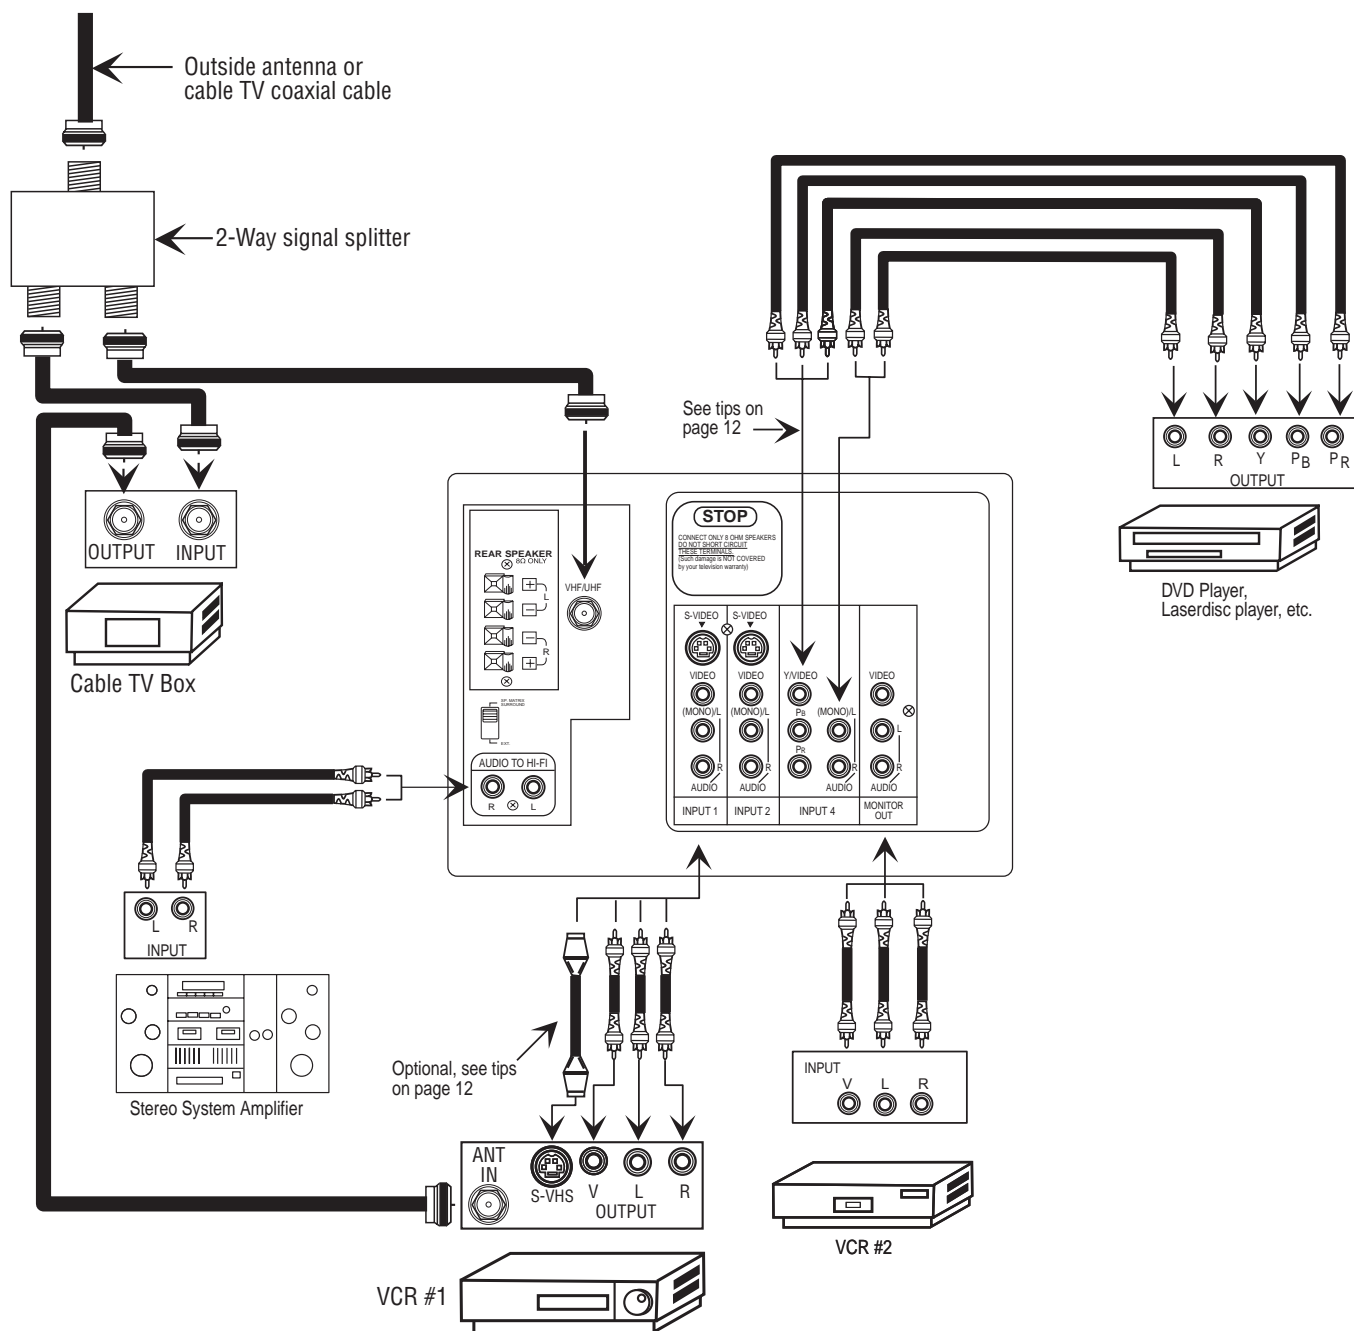 Outside antenna or
cable TV coaxial cable
2-Way signal splitter
See tips on
page 12
L R Y PB PR
OUTPUT
DVD Player,
Laserdisc player, etc.
OUTPUT INPUT
Cable TV Box
REAR SPEAKER
8Ω ONLY
+
L
−
−
R
+
VHF/UHF
SP. MATRIX
SURROUND
EXT.
AUDIO TO HI-FI
R L
STOP
CONNECT ONLY 8 OHM SPEAKERS
DO NOT SHORT CIRCUIT
THESE TERMINALS.
(Such damage is NOT COVERED
by your television warranty)
S-VIDEO
VIDEO
(MONO)/L
R
AUDIO
INPUT 1
S-VIDEO
VIDEO
(MONO)/L
R
AUDIO
INPUT 2
Y/VIDEO
PB
PR
(MONO)/L
R
AUDIO
INPUT 4
VIDEO
L
R
AUDIO
MONITOR
OUT
L R
INPUT
Stereo System Amplifier
Optional, see tips
on page 12
ANT
IN
S-VHS V L R
OUTPUT
VCR #1
INPUT
V L R
VCR #2